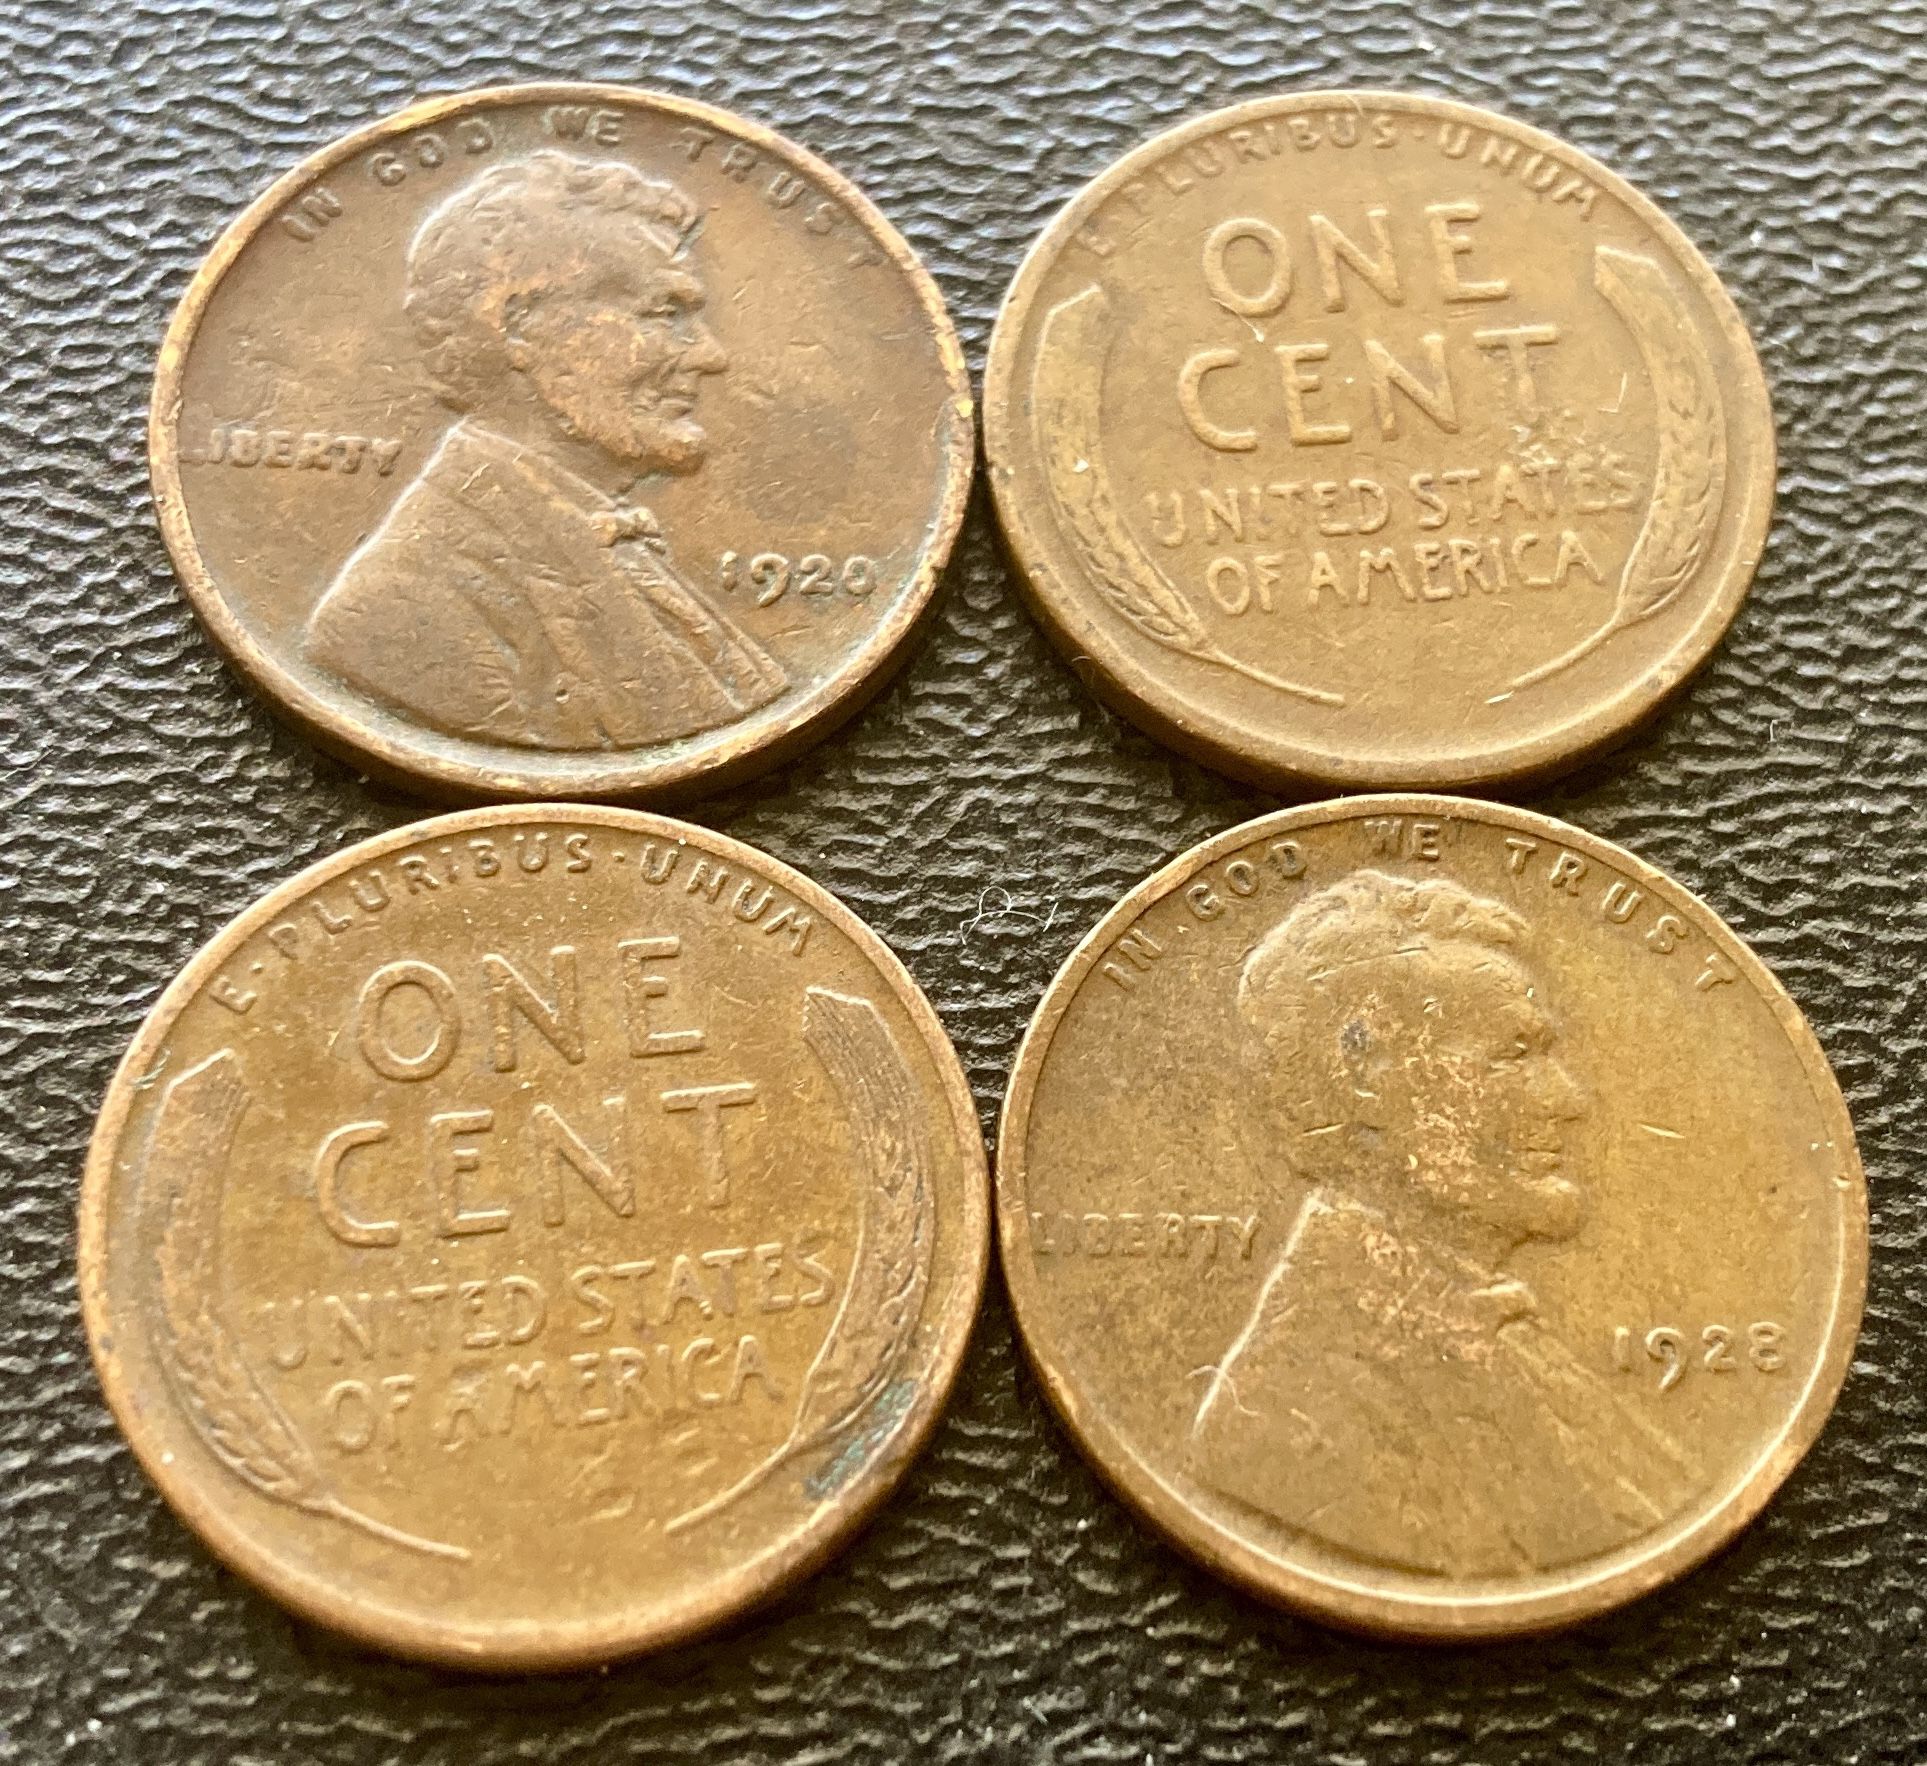 IN GOD WE TRUST
LIBERTY
1920
E·PLURIBUS·UNUM
ONE
CENT
UNITED STATES
OF AMERICA
E·PLURIBUS·UNUM
ONE
CENT
UNITED STATES
OF AMERICA
IN GOD WE TRUST
LIBERTY
1928